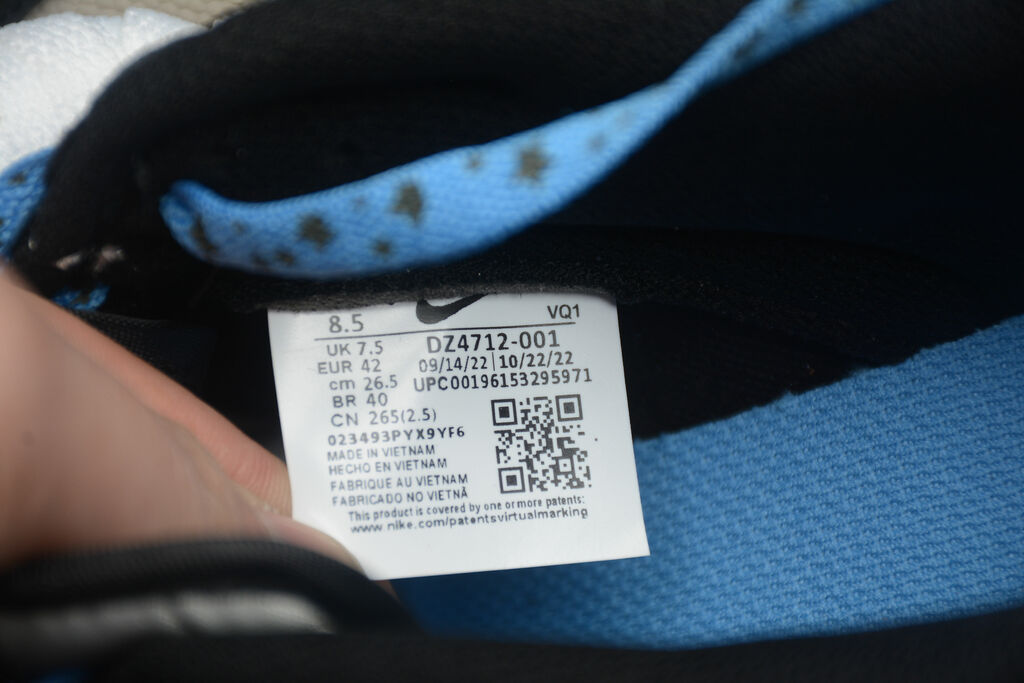 8.5 VQ1
UK 7.5 DZ4712-001
EUR 42 09/14/22 | 10/22/22
cm 26.5 UPC00196153295971
BR 40
CN 265(2.5)
023493PYX9YF6
MADE IN VIETNAM
HECHO EN VIETNAM
FABRIQUE AU VIETNAM
FABRICADO NO VIETNÃ
This product is covered by one or more patents:
www.nike.com/patentsvirtualmarking